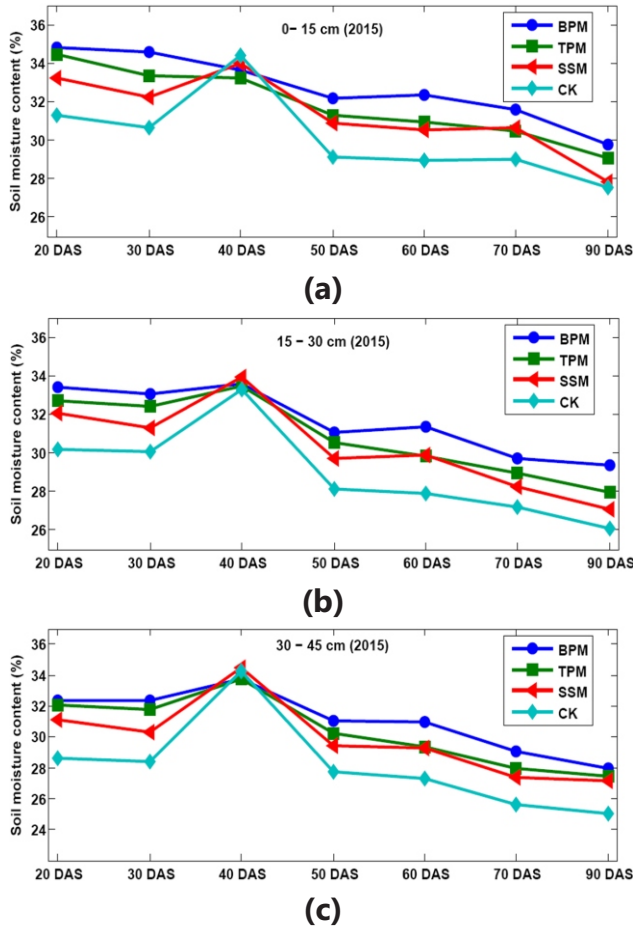 0− 15 cm (2015)
BPM
TPM
SSM
CK
Soil moisture content (%)
36
34
32
30
28
26
20 DAS 30 DAS 40 DAS 50 DAS 60 DAS 70 DAS 90 DAS
(a)
15 − 30 cm (2015)
BPM
TPM
SSM
CK
Soil moisture content (%)
36
34
32
30
28
26
20 DAS 30 DAS 40 DAS 50 DAS 60 DAS 70 DAS 90 DAS
(b)
30 − 45 cm (2015)
BPM
TPM
SSM
CK
Soil moisture content (%)
36
34
32
30
28
26
24
20 DAS 30 DAS 40 DAS 50 DAS 60 DAS 70 DAS 90 DAS
(c)